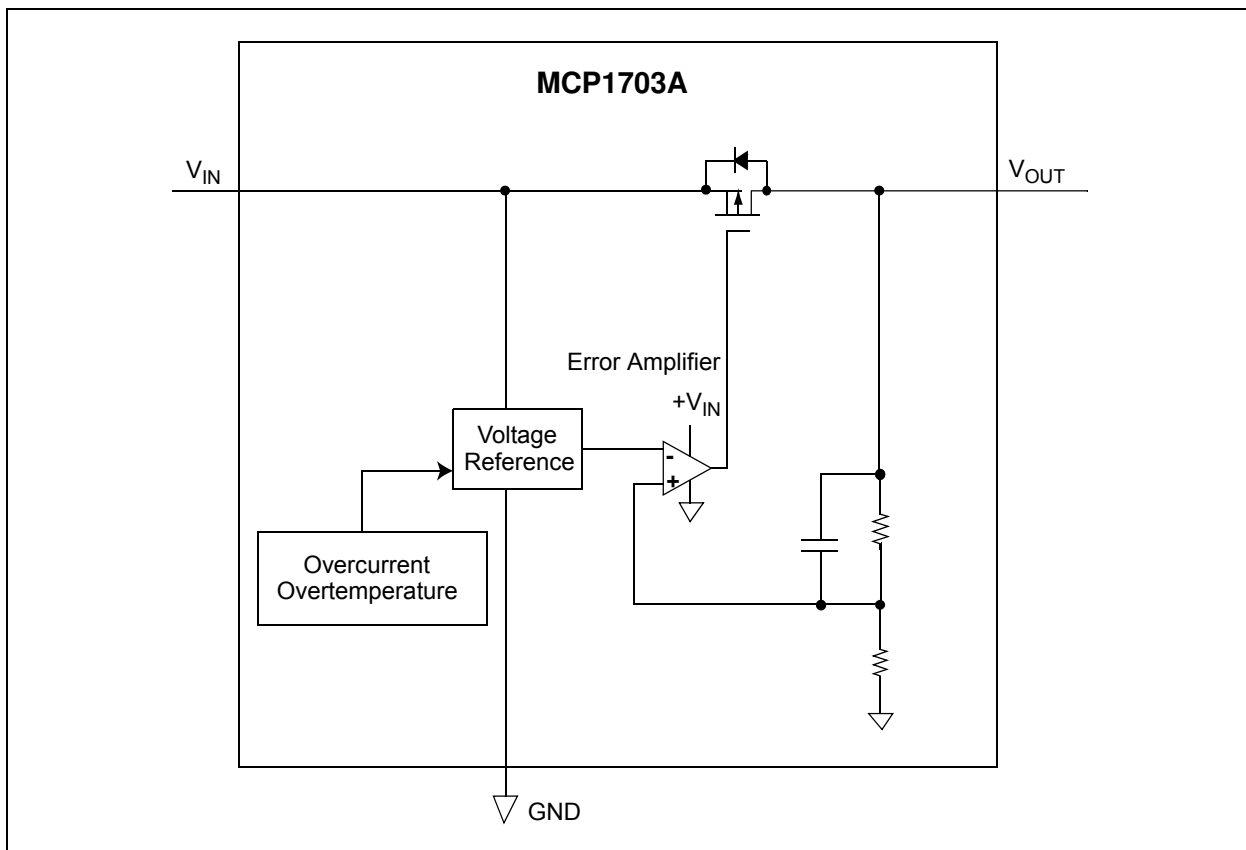 MCP1703A
V_IN
V_OUT
Error Amplifier
+V_IN
Voltage
Reference
-
+
Overcurrent
Overtemperature
GND